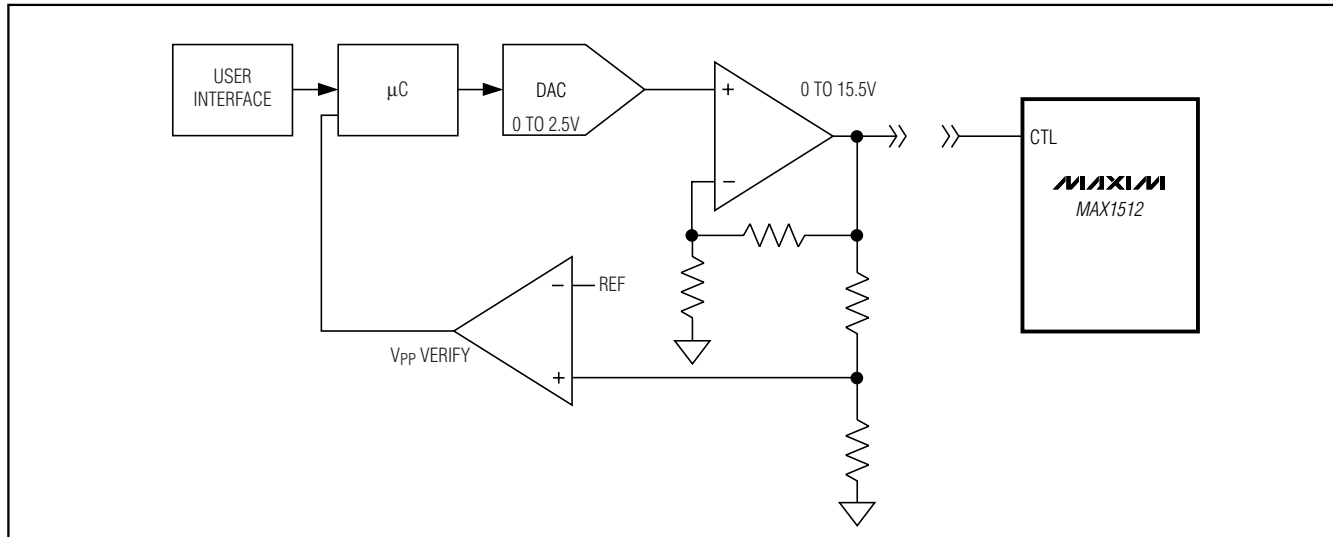 USER
INTERFACE
µC
DAC
0 TO 2.5V
+
−
0 TO 15.5V
CTL
MAXIM
MAX1512
− REF
VPP VERIFY
+